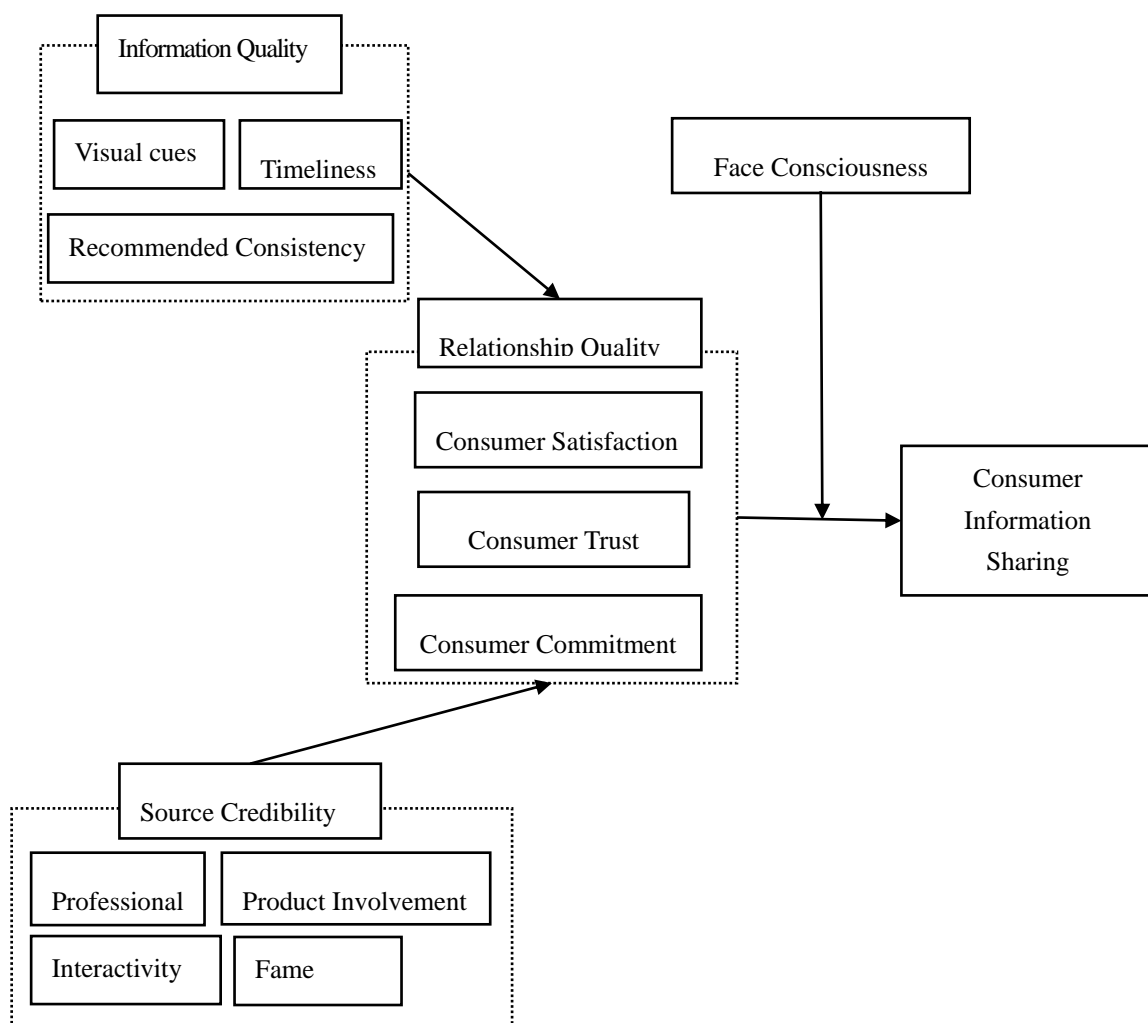 Information Quality
Visual cues
Timeliness
Recommended Consistency
Face Consciousness
Relationship Quality
Consumer Satisfaction
Consumer Trust
Consumer Commitment
Consumer
Information
Sharing
Source Credibility
Professional
Product Involvement
Interactivity
Fame